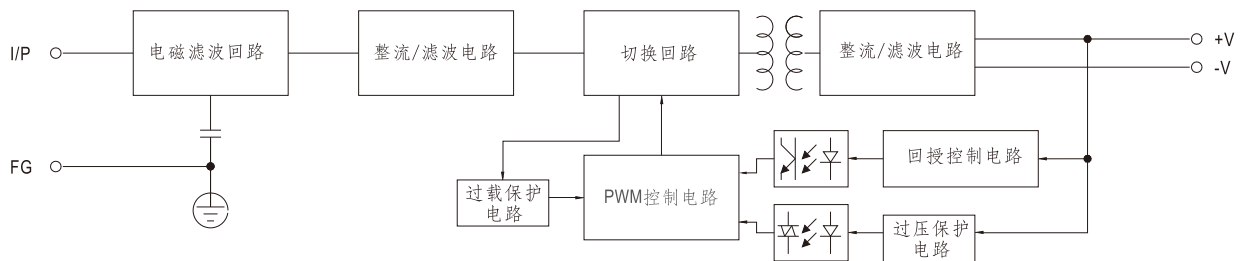 I/P
电磁滤波回路
整流/滤波电路
切换回路
整流/滤波电路
+V
-V
FG
过载保护
电路
PWM控制电路
回授控制电路
过压保护
电路